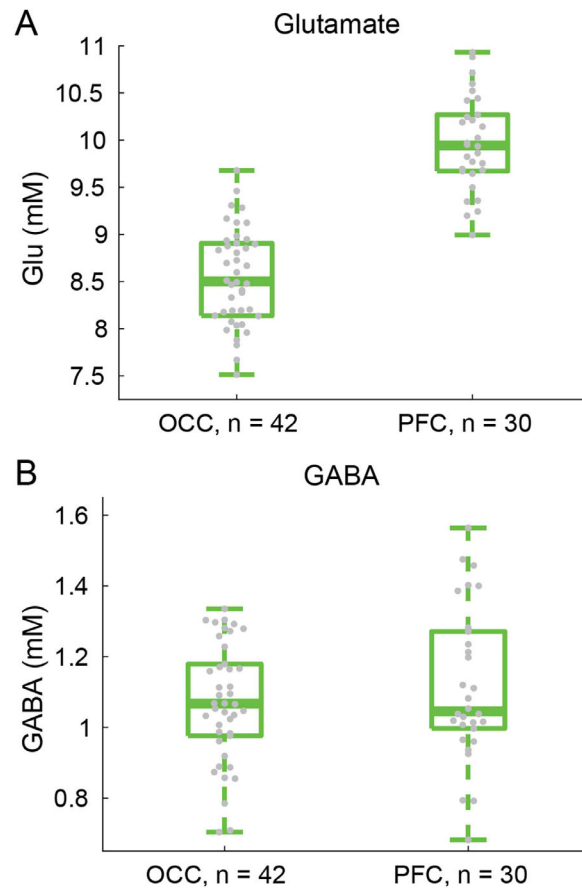 A
Glutamate
11
10.5
10
9.5
9
8.5
8
7.5
Glu (mM)
OCC, n = 42
PFC, n = 30
B
GABA
1.6
1.4
1.2
1
0.8
GABA (mM)
OCC, n = 42
PFC, n = 30